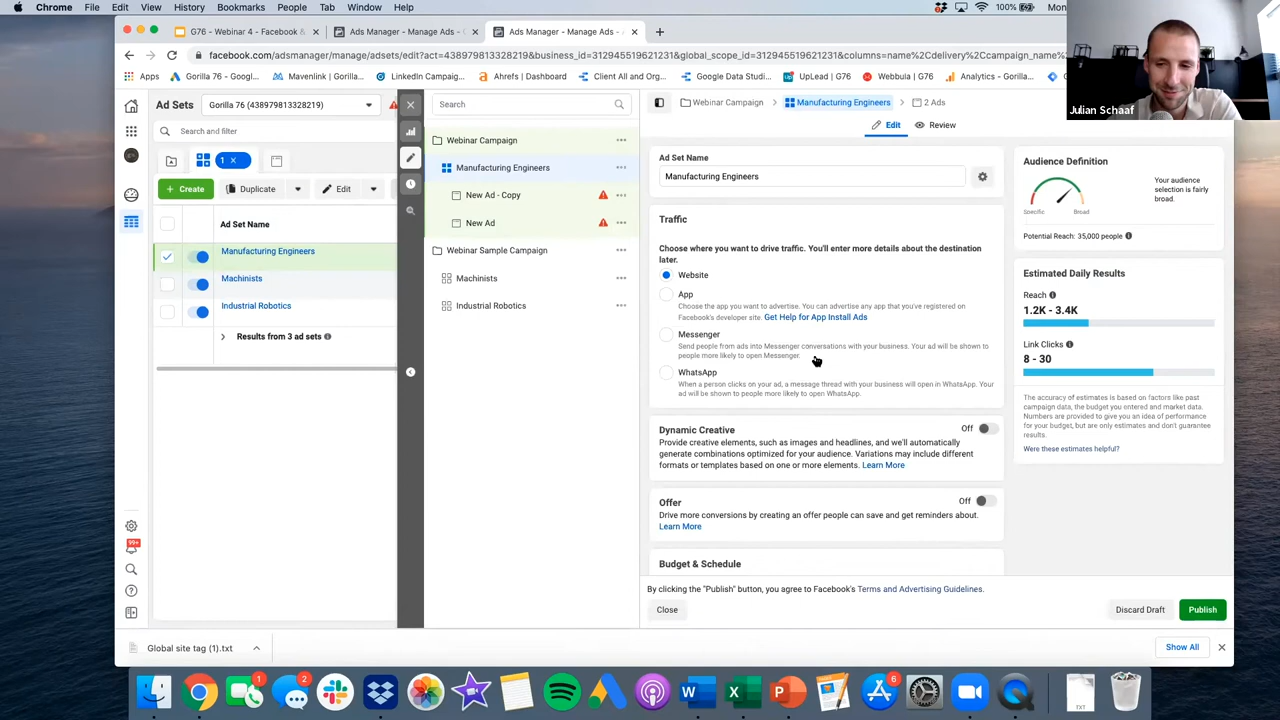 Chrome File Edit View History Bookmarks People Tab Window Help
100%
Mon
G76 - Webinar 4 - Facebook &
Ads Manager - Manage Ads -
Ads Manager - Manage Ads -
facebook.com/adsmanager/manage/adsets/edit?act=438979813328219&business_id=312945519621231&global_scope_id=312945519621231&columns=name%2Cdelivery%2Ccampaign_name%
Apps
Gorilla 76 - Googl...
Mavenlink | Gorilla...
LinkedIn Campaig...
Ahrefs | Dashboard
Client All and Org...
Google Data Studi...
UpLead | G76
Webbula | G76
Analytics - Gorilla...
Julian Schaaf
Ad Sets
Gorilla 76 (438979813328219)
Search and filter
1 ×
+ Create
Duplicate
Edit
Ad Set Name
Manufacturing Engineers
Machinists
Industrial Robotics
Results from 3 ad sets
99+
Search
Webinar Campaign
Manufacturing Engineers
New Ad - Copy
New Ad
Webinar Sample Campaign
Machinists
Industrial Robotics
Webinar Campaign
Manufacturing Engineers
2 Ads
Edit
Review
Ad Set Name
Manufacturing Engineers
Traffic
Choose where you want to drive traffic. You'll enter more details about the destination
later.
Website
App
Choose the app you want to advertise. You can advertise any app that you've registered on
Facebook's developer site. Get Help for App Install Ads
Messenger
Send people from ads into Messenger conversations with your business. Your ad will be shown to
people more likely to open Messenger.
WhatsApp
When a person clicks on your ad, a message thread with your business will open in WhatsApp. Your
ad will be shown to people more likely to open WhatsApp.
Dynamic Creative
Off
Provide creative elements, such as images and headlines, and we'll automatically
generate combinations optimized for your audience. Variations may include different
formats or templates based on one or more elements. Learn More
Offer
Off
Drive more conversions by creating an offer people can save and get reminders about.
Learn More
Budget & Schedule
By clicking the "Publish" button, you agree to Facebook's Terms and Advertising Guidelines.
Close
Discard Draft
Publish
Audience Definition
Specific
Broad
Your audience
selection is fairly
broad.
Potential Reach: 35,000 people
Estimated Daily Results
Reach
1.2K - 3.4K
Link Clicks
8 - 30
The accuracy of estimates is based on factors like past
campaign data, the budget you entered and market data.
Numbers are provided to give you an idea of performance
for your budget, but are only estimates and don't guarantee
results.
Were these estimates helpful?
Global site tag (1).txt
Show All
1
2
6
TXT